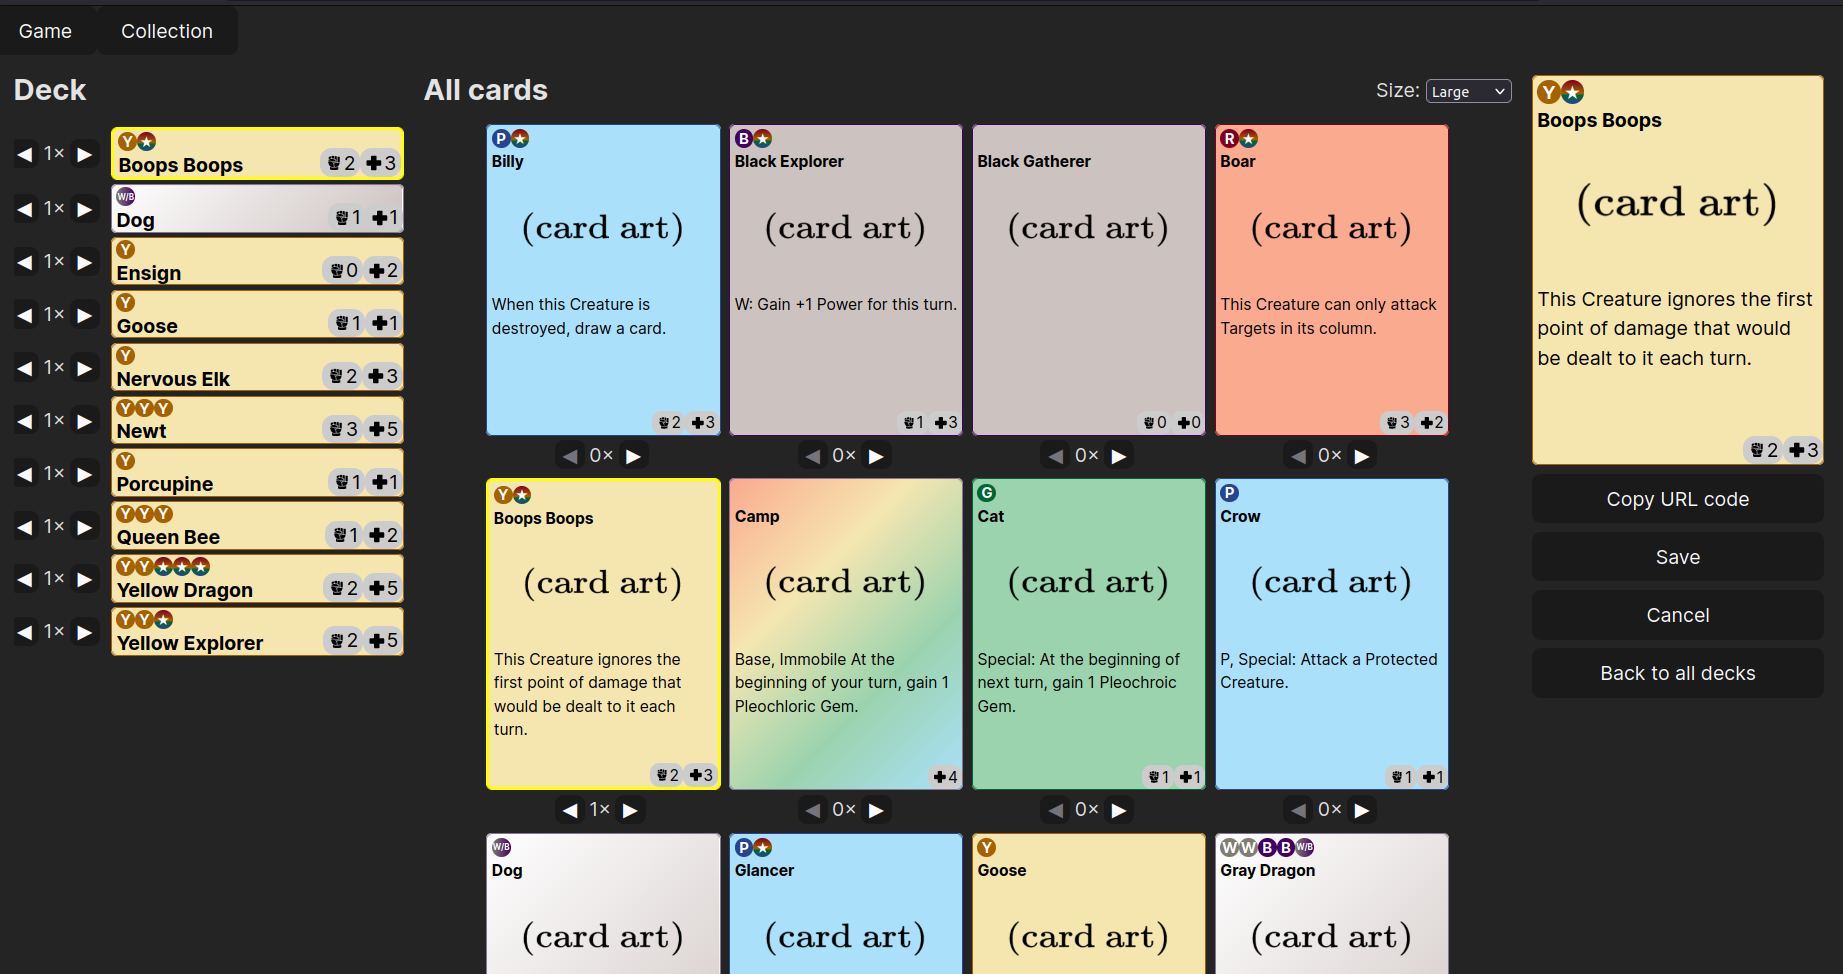 Game Collection
Deck
1×
Y
Boops Boops 2 3
1×
W/B
Dog 1 1
1×
Y
Ensign 0 2
1×
Y
Goose 1 1
1×
Y
Nervous Elk 2 3
1×
Y Y Y
Newt 3 5
1×
Y
Porcupine 1 1
1×
Y Y Y
Queen Bee 1 2
1×
Y Y
Yellow Dragon 2 5
1×
Y Y
Yellow Explorer 2 5
All cards
Size: Large
P
Billy
(card art)
When this Creature is
destroyed, draw a card.
2 3
0×
B
Black Explorer
(card art)
W: Gain +1 Power for this turn.
1 3
0×
Black Gatherer
(card art)
0 0
0×
R
Boar
(card art)
This Creature can only attack
Targets in its column.
3 2
0×
Y
Boops Boops
(card art)
This Creature ignores the
first point of damage that
would be dealt to it each
turn.
2 3
1×
Camp
(card art)
Base, Immobile At the
beginning of your turn, gain 1
Pleochloric Gem.
4
0×
G
Cat
(card art)
Special: At the beginning of
next turn, gain 1 Pleochroic
Gem.
1 1
0×
P
Crow
(card art)
P, Special: Attack a Protected
Creature.
1 1
0×
W/B
Dog
(card art)
P
Glancer
(card art)
Y
Goose
(card art)
W W B B W/B
Gray Dragon
(card art)
Y
Boops Boops
(card art)
This Creature ignores the first
point of damage that would
be dealt to it each turn.
2 3
Copy URL code
Save
Cancel
Back to all decks